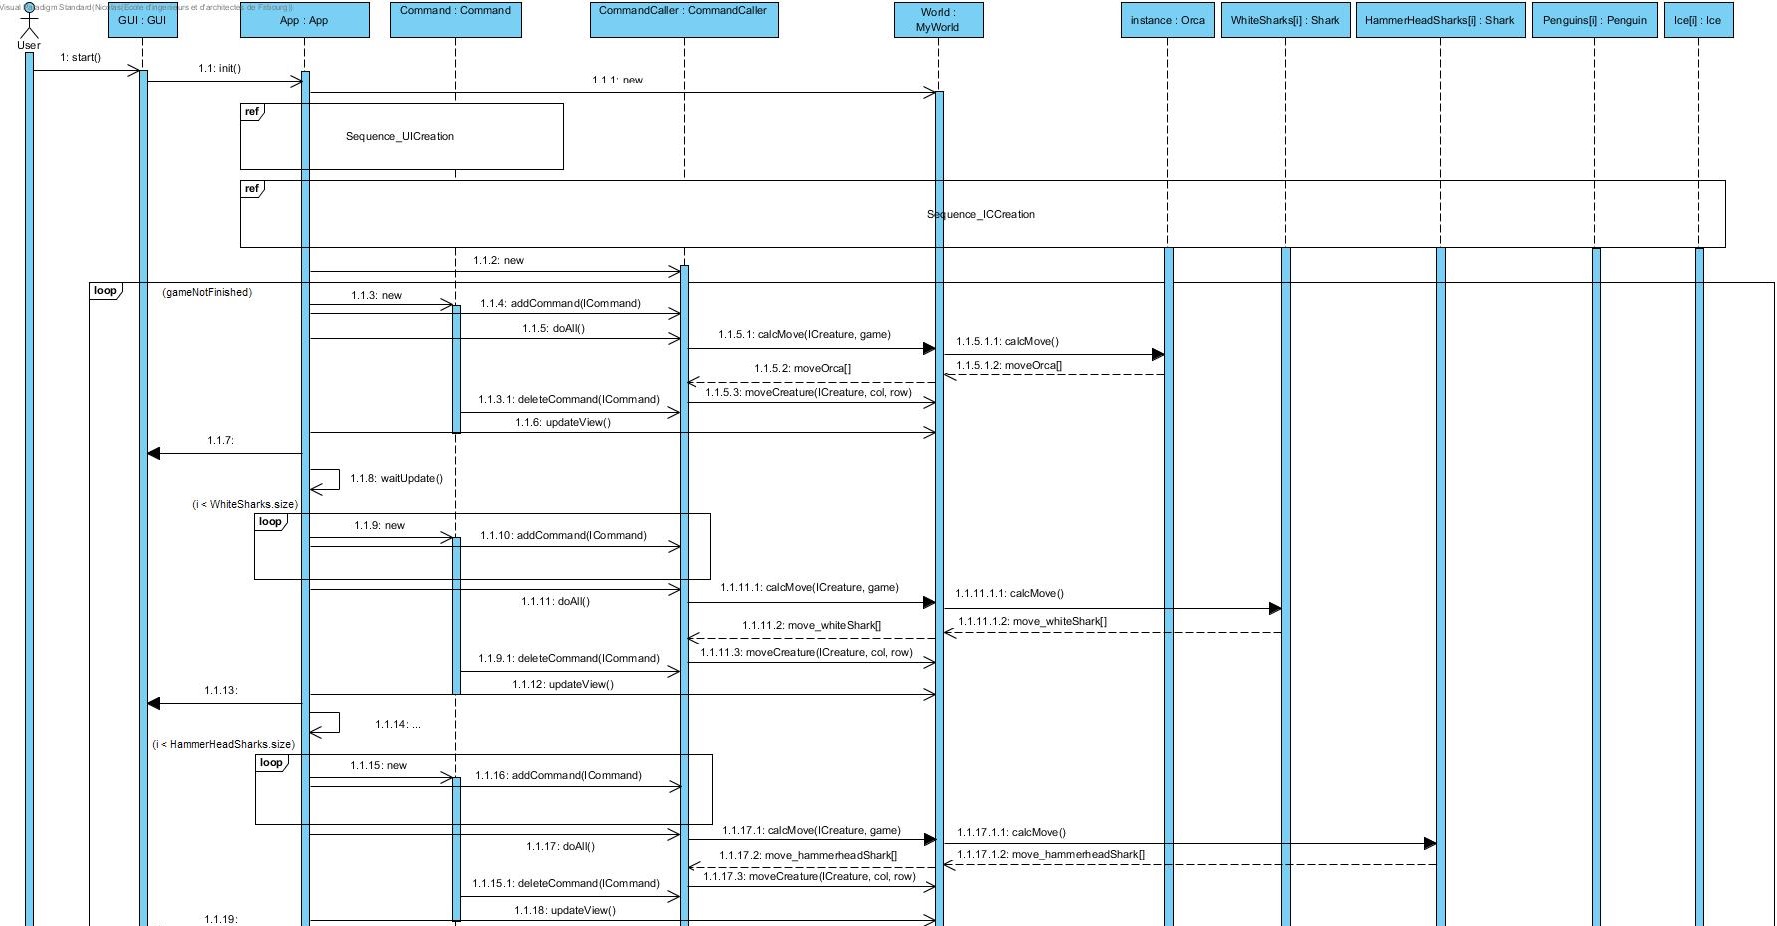 Visual Paradigm Standard(Nicolas(Ecole d'ingenieurs et d'architectes de Fribourg))
User
GUI : GUI
App : App
Command : Command
CommandCaller : CommandCaller
World :
MyWorld
instance : Orca
WhiteSharks[i] : Shark
HammerHeadSharks[i] : Shark
Penguins[i] : Penguin
Ice[i] : Ice
1: start()
1.1: init()
1.1.1: new
ref
Sequence_UICreation
ref
Sequence_ICCreation
1.1.2: new
loop
(gameNotFinished)
1.1.3: new
1.1.4: addCommand(ICommand)
1.1.5: doAll()
1.1.5.1: calcMove(ICreature, game)
1.1.5.1.1: calcMove()
1.1.5.1.2: moveOrca[]
1.1.5.2: moveOrca[]
1.1.5.3: moveCreature(ICreature, col, row)
1.1.3.1: deleteCommand(ICommand)
1.1.6: updateView()
1.1.7:
1.1.8: waitUpdate()
(i < WhiteSharks.size)
loop
1.1.9: new
1.1.10: addCommand(ICommand)
1.1.11: doAll()
1.1.11.1: calcMove(ICreature, game)
1.1.11.1.1: calcMove()
1.1.11.1.2: move_whiteShark[]
1.1.11.2: move_whiteShark[]
1.1.11.3: moveCreature(ICreature, col, row)
1.1.9.1: deleteCommand(ICommand)
1.1.12: updateView()
1.1.13:
1.1.14: ...
(i < HammerHeadSharks.size)
loop
1.1.15: new
1.1.16: addCommand(ICommand)
1.1.17: doAll()
1.1.17.1: calcMove(ICreature, game)
1.1.17.1.1: calcMove()
1.1.17.1.2: move_hammerheadShark[]
1.1.17.2: move_hammerheadShark[]
1.1.17.3: moveCreature(ICreature, col, row)
1.1.15.1: deleteCommand(ICommand)
1.1.18: updateView()
1.1.19: